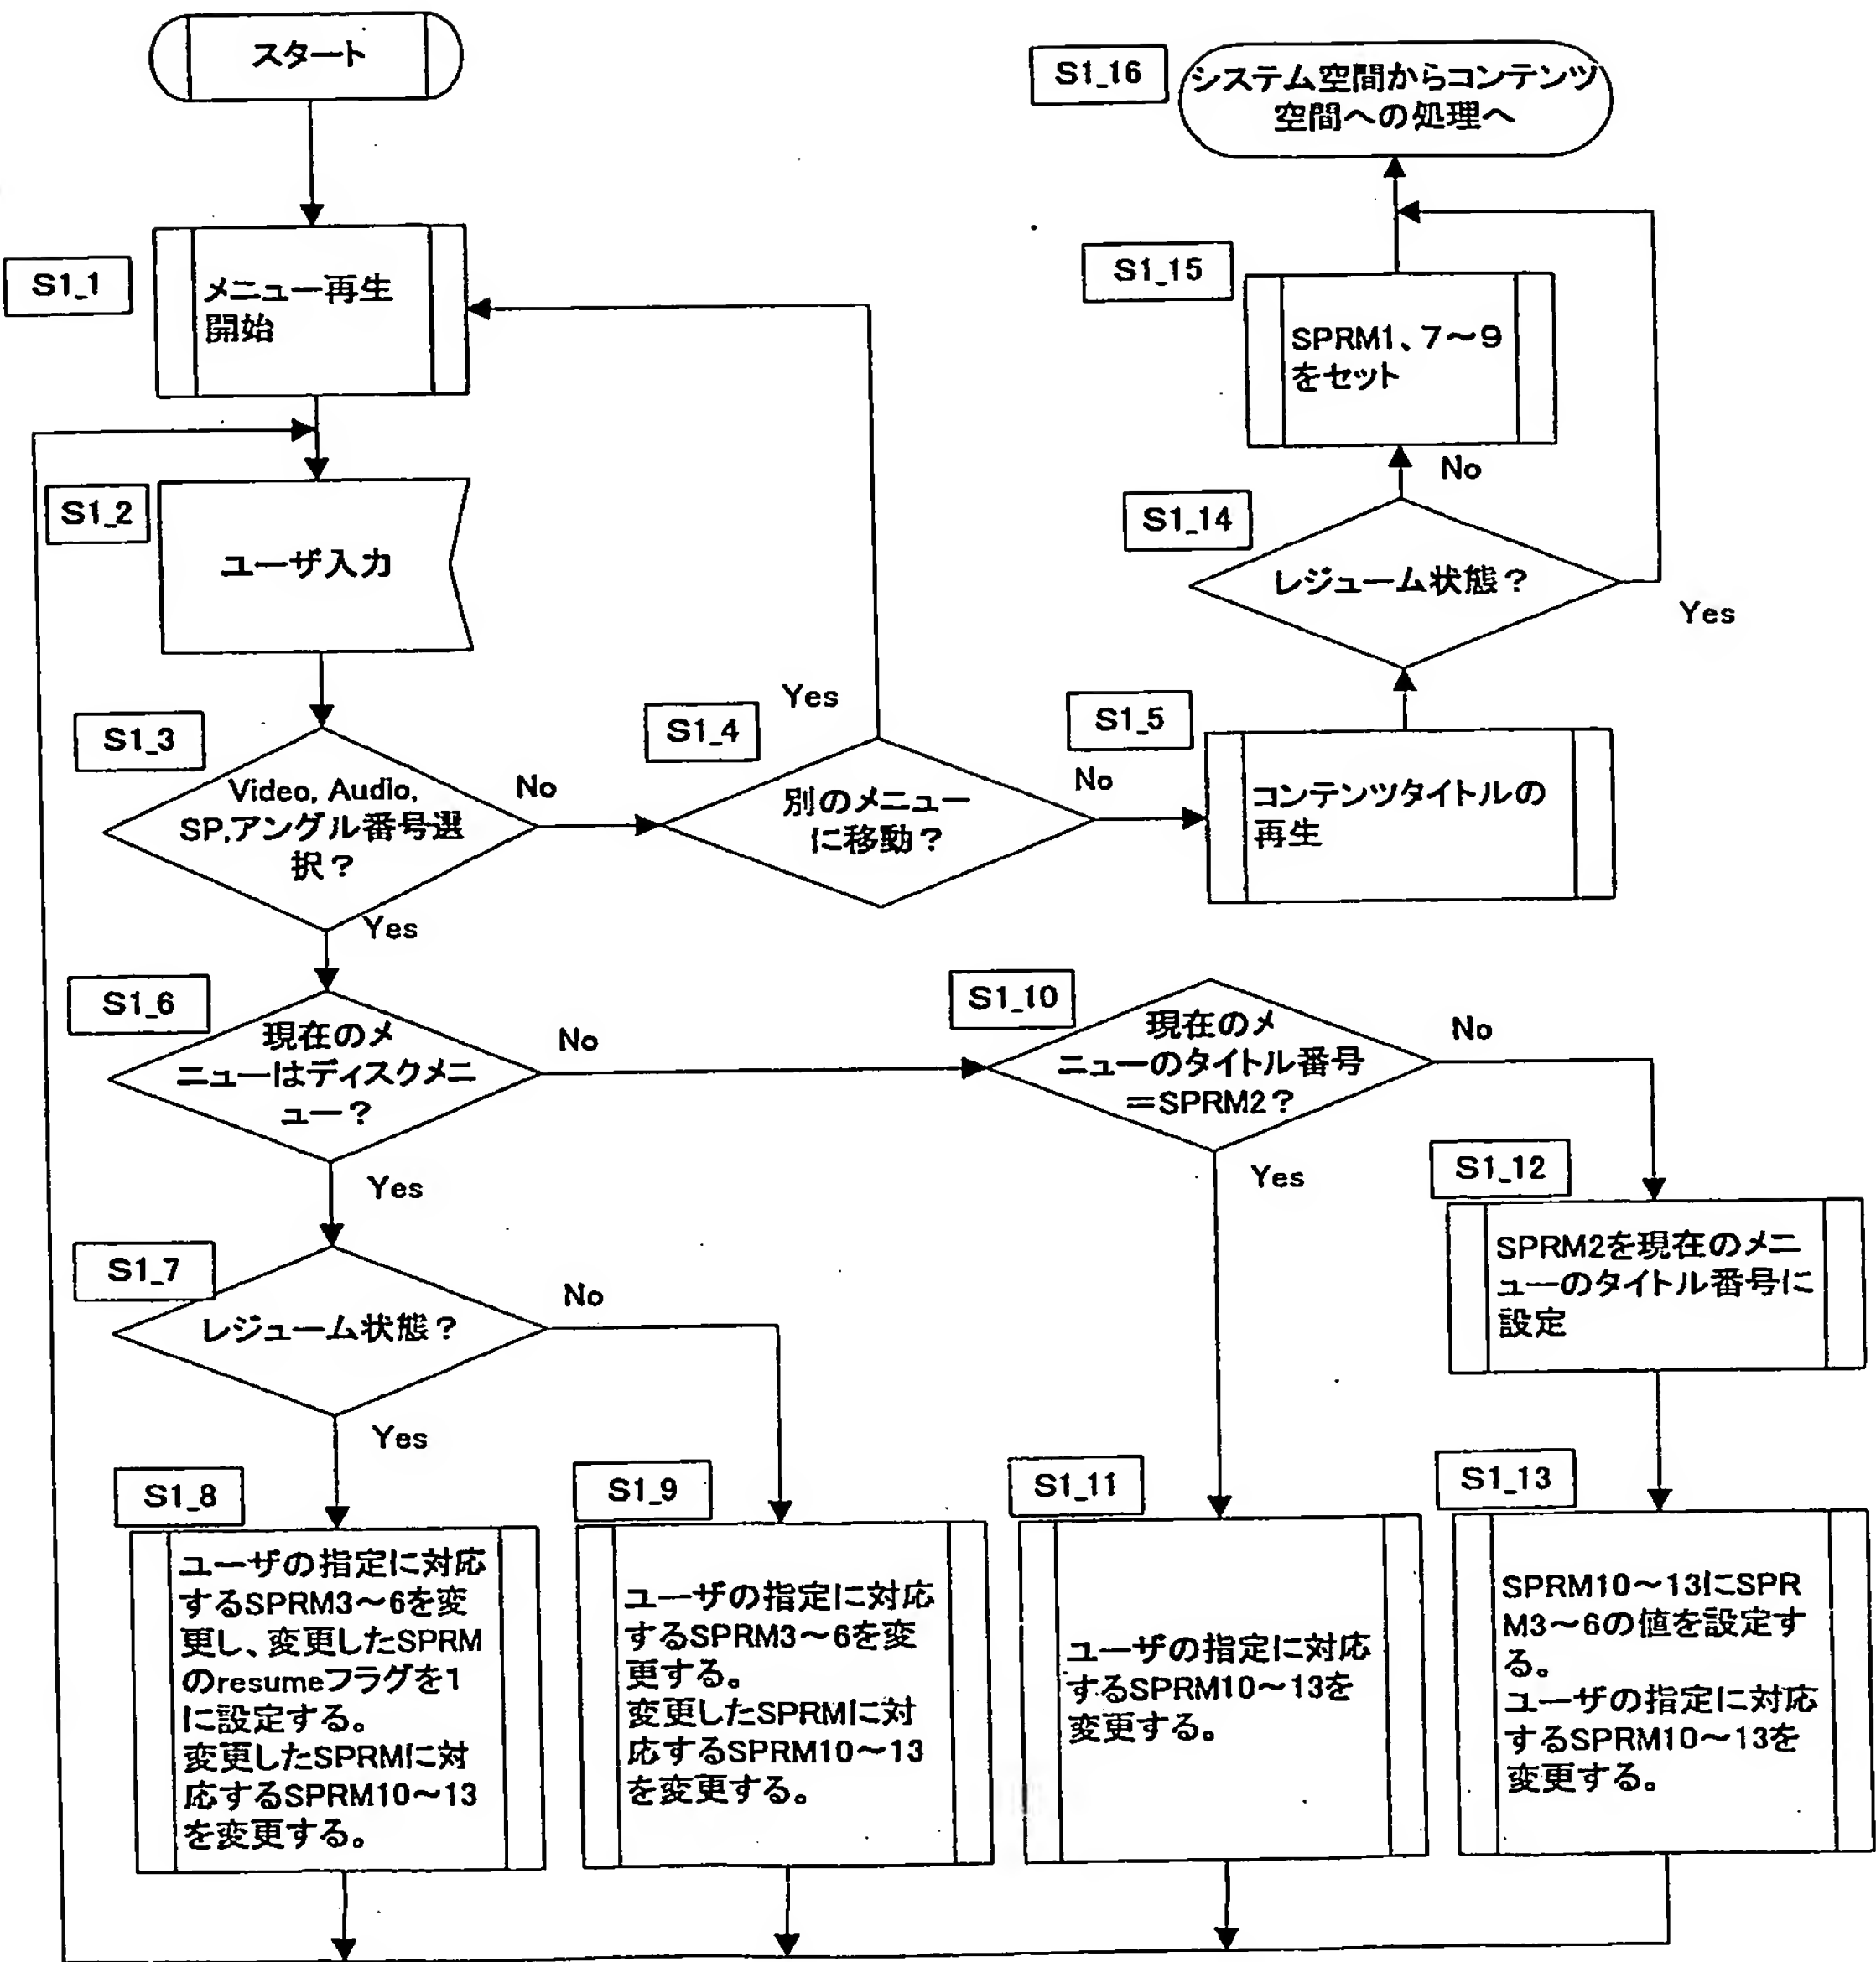 スタート
S1_1
メニュー再生
開始
S1_2
ユーザ入力
S1_3
Video, Audio,
SP,アングル番号選
択？
No
Yes
S1_4
別のメニュー
に移動？
Yes
No
S1_5
コンテンツタイトルの
再生
S1_14
レジューム状態？
No
Yes
S1_15
SPRM1、7～9
をセット
S1_16
システム空間からコンテンツ
空間への処理へ
S1_6
現在のメ
ニューはディスクメニ
ュー？
No
Yes
S1_10
現在のメ
ニューのタイトル番号
＝SPRM2？
No
Yes
S1_12
SPRM2を現在のメニ
ューのタイトル番号に
設定
S1_7
レジューム状態？
No
Yes
S1_8
ユーザの指定に対応
するSPRM3～6を変
更し、変更したSPRM
のresumeフラグを1
に設定する。
変更したSPRMに対
応するSPRM10～13
を変更する。
S1_9
ユーザの指定に対応
するSPRM3～6を変
更する。
変更したSPRMに対
応するSPRM10～13
を変更する。
S1_11
ユーザの指定に対応
するSPRM10～13を
変更する。
S1_13
SPRM10～13にSPR
M3～6の値を設定す
る。
ユーザの指定に対応
するSPRM10～13を
変更する。